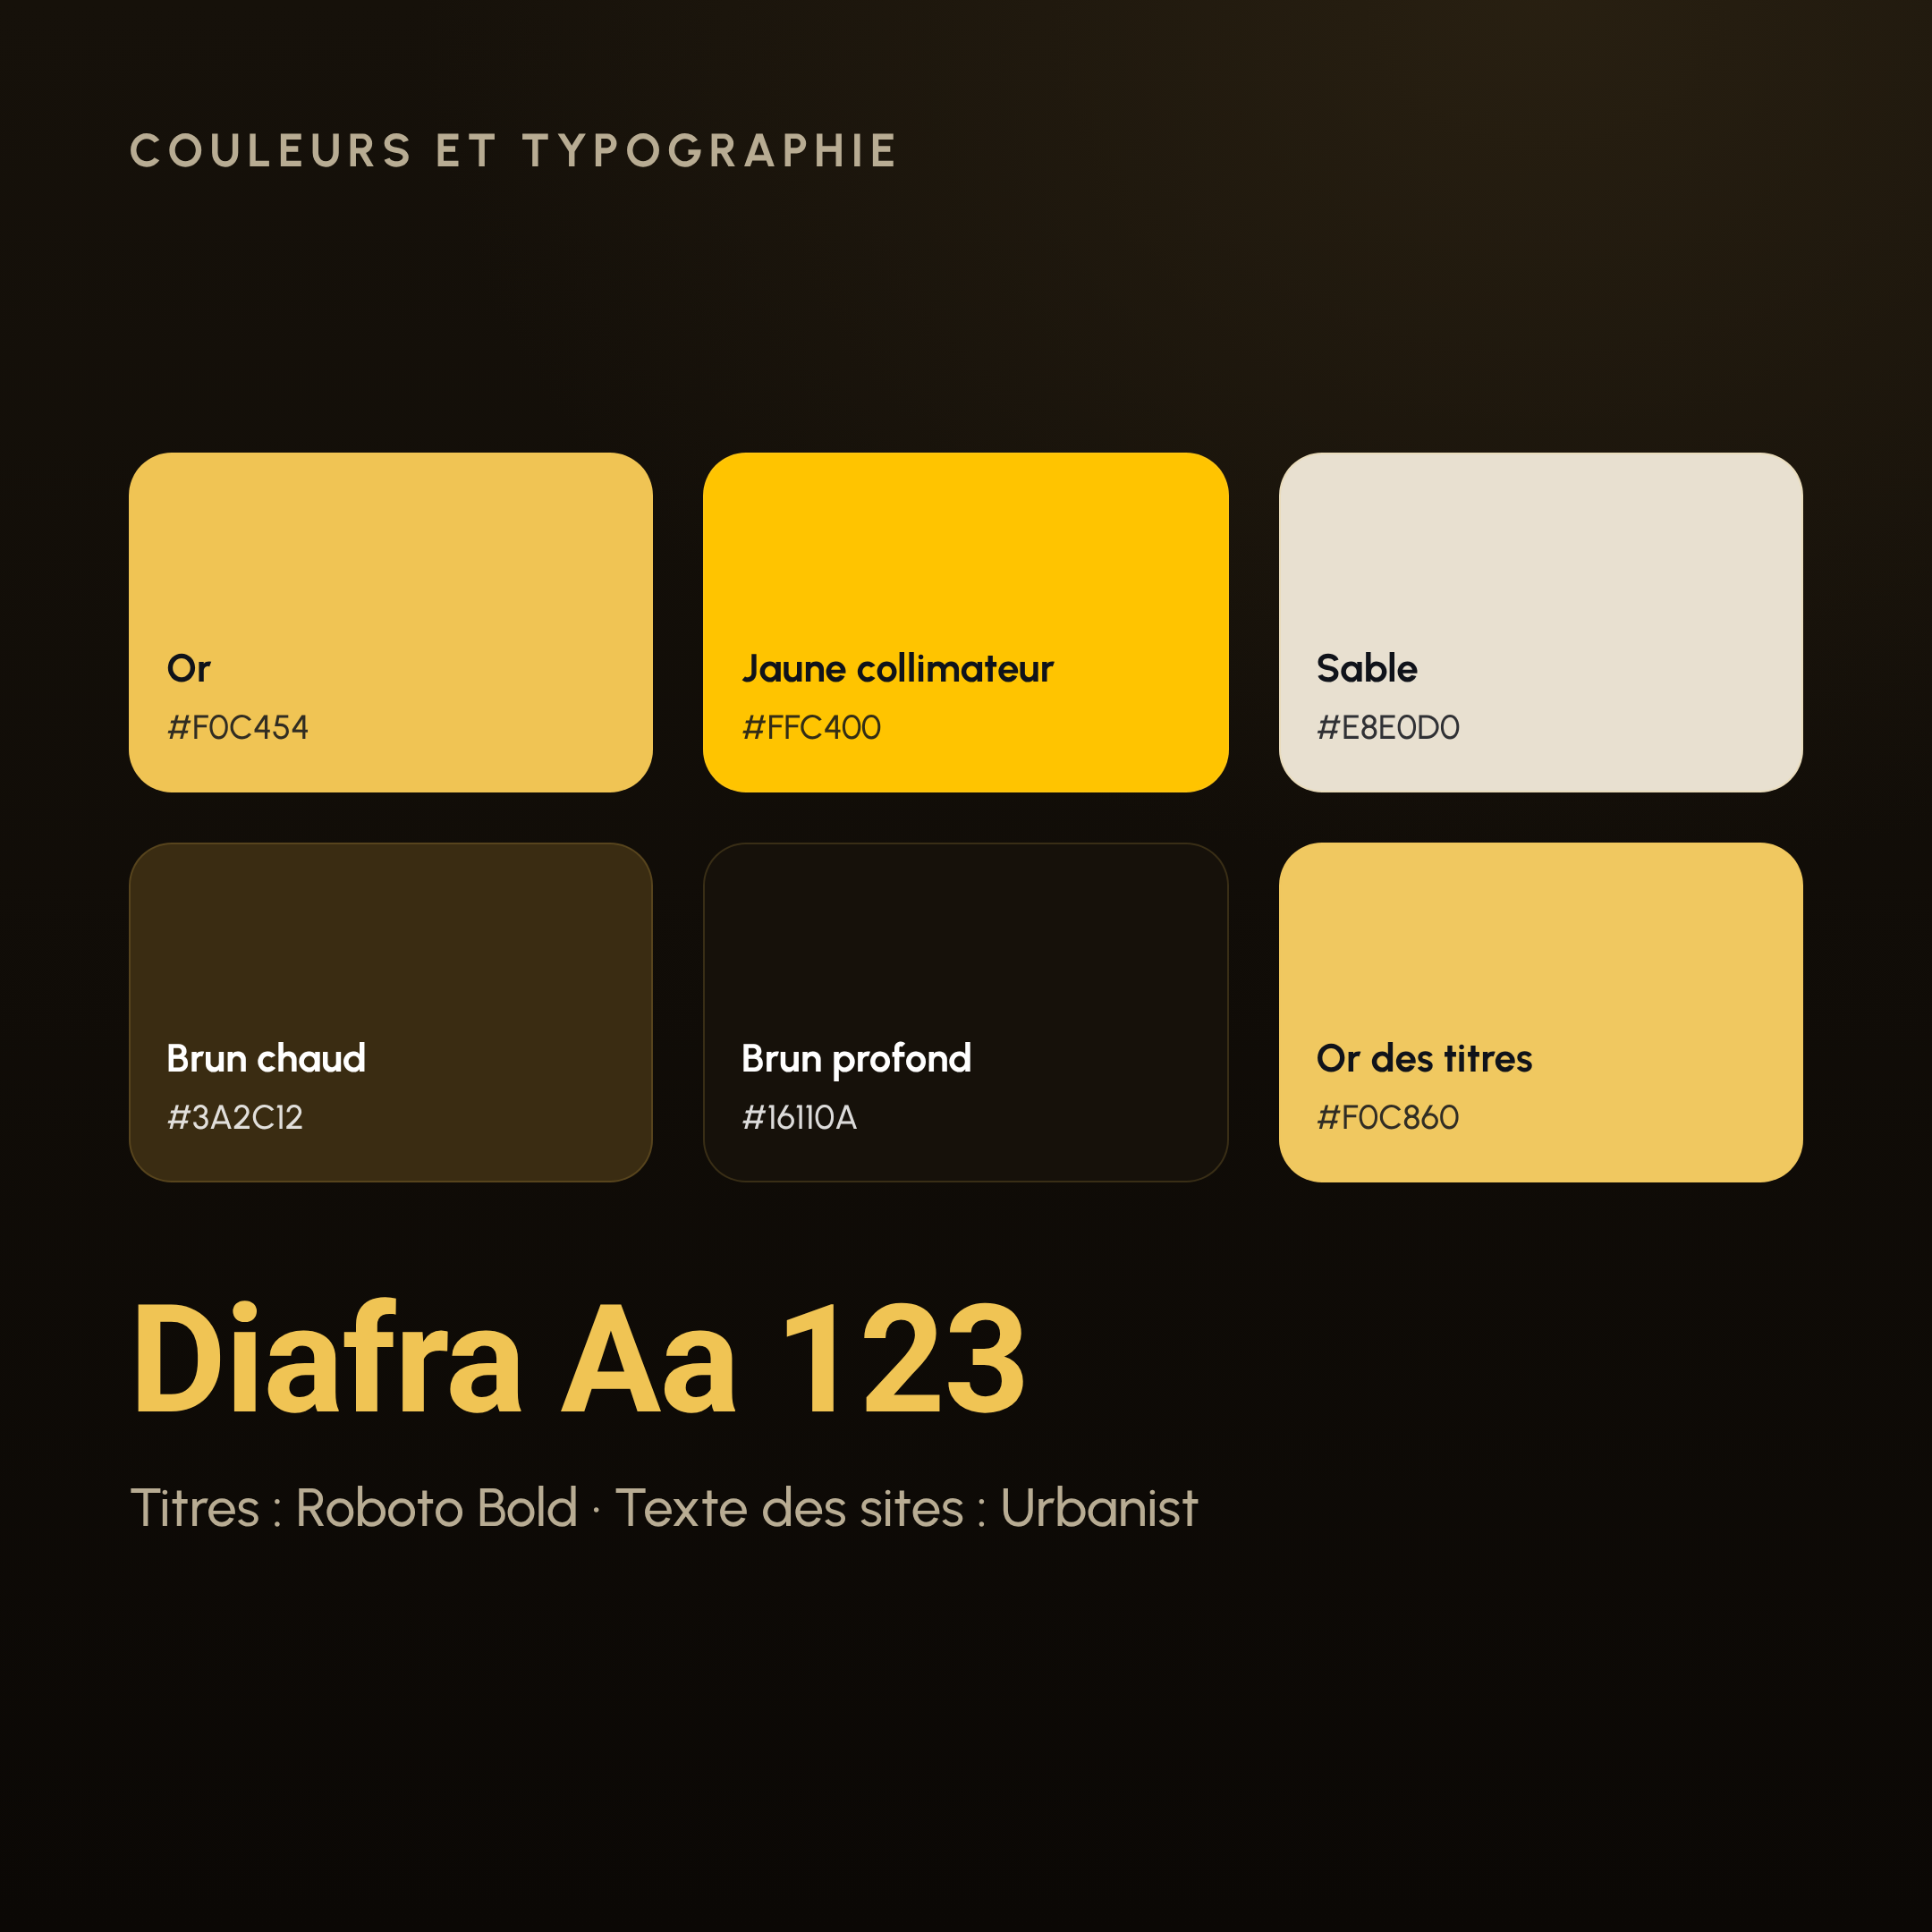 COULEURS ET TYPOGRAPHIE
Or
#F0C454
Jaune collimateur
#FFC400
Sable
#E8E0D0
Brun chaud
#3A2C12
Brun profond
#16110A
Or des titres
#F0C860
Diafra Aa 123
Titres : Roboto Bold · Texte des sites : Urbanist